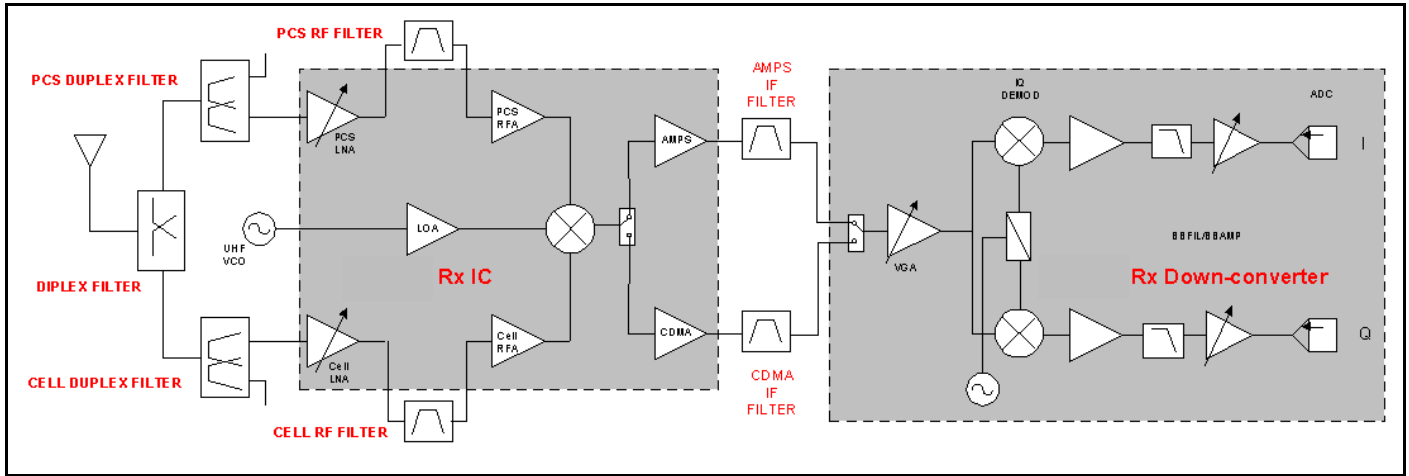 PCS RF FILTER
PCS DUPLEX FILTER
AMPS
IF
FILTER
IQ
DEMOD
ADC
PCS
LNA
PCS
RFA
AMPS
I
UHF
VCO
LOA
Rx IC
VGA
BBFIL/BBAMP
Rx Down-converter
DIPLEX FILTER
Cell
LNA
Cell
RFA
CDMA
Q
CELL DUPLEX FILTER
CDMA
IF
FILTER
CELL RF FILTER